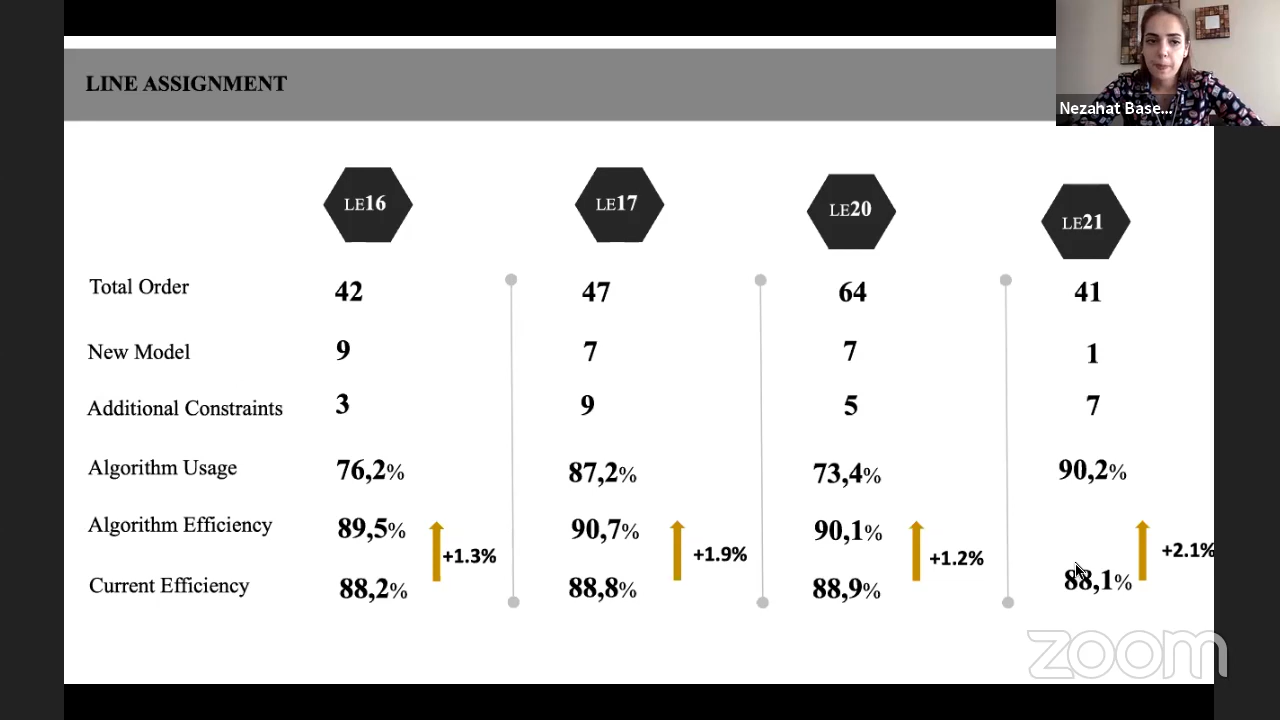 LINE ASSIGNMENT
Nezahat Base...
LE16 LE17 LE20 LE21
Total Order 42 47 64 41
New Model 9 7 7 1
Additional Constraints 3 9 5 7
Algorithm Usage 76,2% 87,2% 73,4% 90,2%
Algorithm Efficiency 89,5% 90,7% 90,1%
+1.3% +1.9% +1.2% +2.1%
Current Efficiency 88,2% 88,8% 88,9% 88,1%
zoom